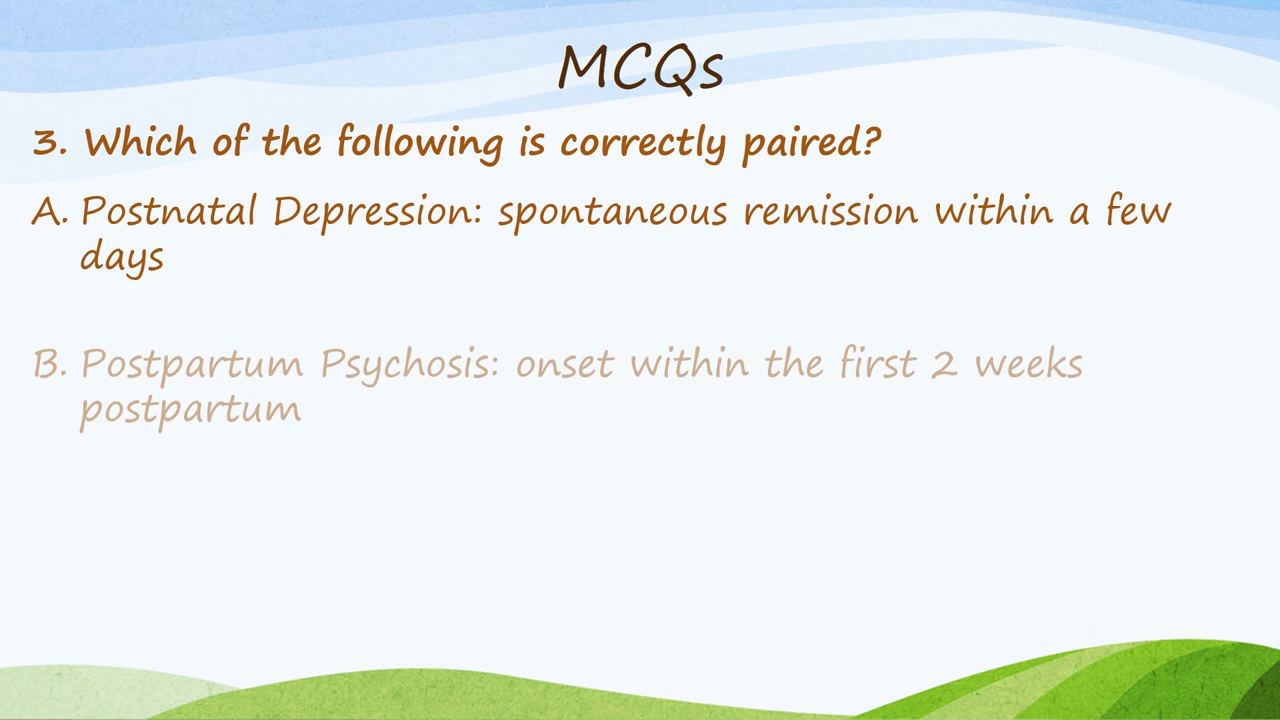 MCQs
3. Which of the following is correctly paired?
A. Postnatal Depression: spontaneous remission within a few
days
B. Postpartum Psychosis: onset within the first 2 weeks
postpartum